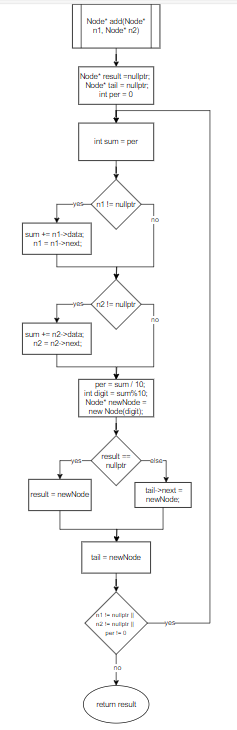 Node* add(Node*
n1, Node* n2)
Node* result =nullptr;
Node* tail = nullptr;
int per = 0
int sum = per
n1 != nullptr
yes
no
sum += n1->data;
n1 = n1->next;
n2 != nullptr
yes
no
sum += n2->data;
n2 = n2->next;
per = sum / 10;
int digit = sum%10;
Node* newNode =
new Node(digit);
result ==
nullptr
yes
else
result = newNode
tail->next =
newNode;
tail = newNode
n1 != nullptr ||
n2 != nullptr ||
per != 0
yes
no
return result